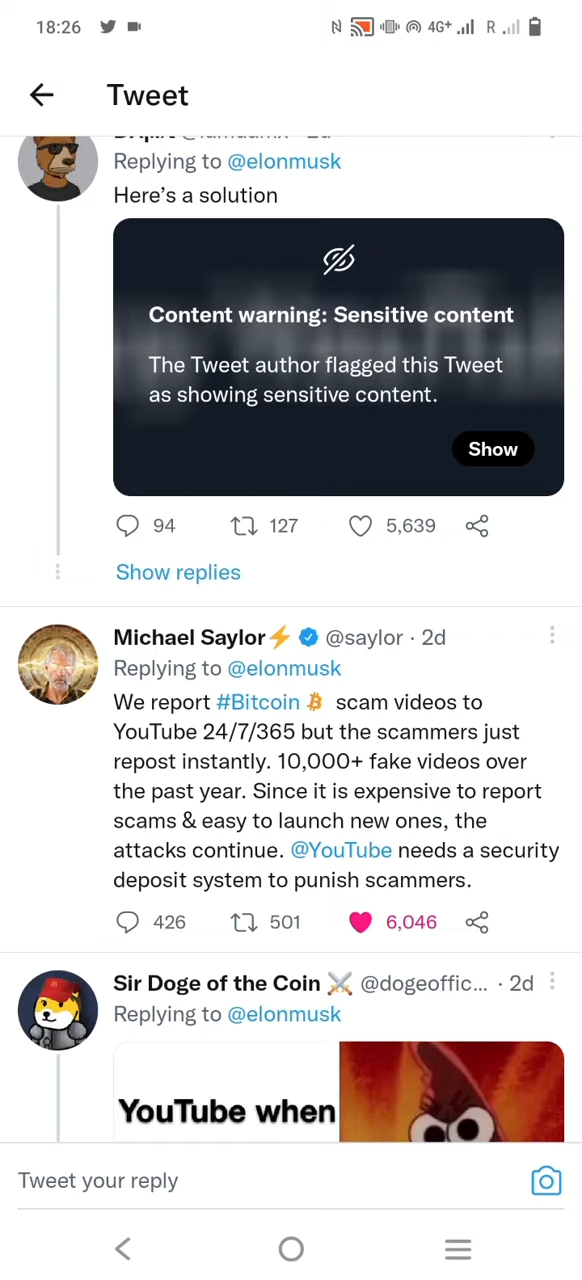 18:26
4G+
R
Tweet
Replying to @elonmusk
Here's a solution
Content warning: Sensitive content
The Tweet author flagged this Tweet
as showing sensitive content.
Show
94
127
5,639
Show replies
Michael Saylor⚡ @saylor · 2d
Replying to @elonmusk
We report #Bitcoin scam videos to
YouTube 24/7/365 but the scammers just
repost instantly. 10,000+ fake videos over
the past year. Since it is expensive to report
scams & easy to launch new ones, the
attacks continue. @YouTube needs a security
deposit system to punish scammers.
426
501
6,046
Sir Doge of the Coin ⚔️ @dogeoffic... · 2d
Replying to @elonmusk
YouTube when
Tweet your reply